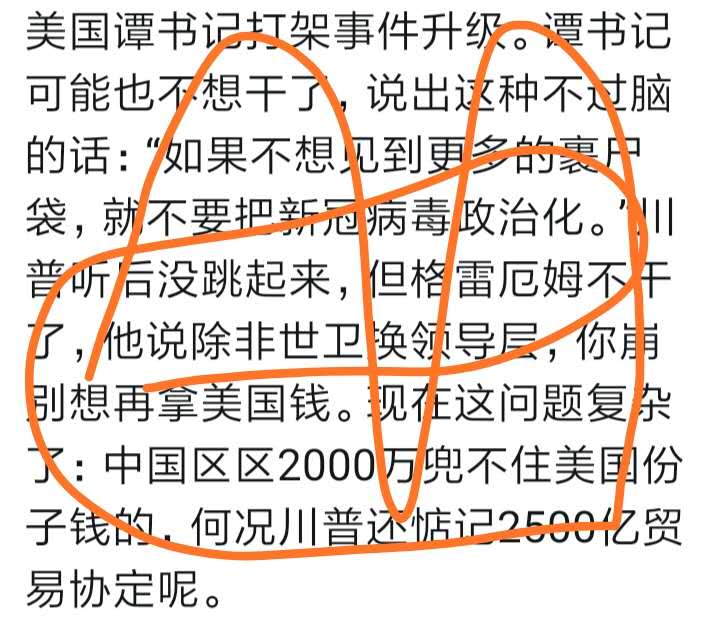 美国谭书记打架事件升级。谭书记
可能也不想干了，说出这种不过脑
的话：“如果不想见到更多的裹尸
袋，就不要把新冠病毒政治化。”川
普听后没跳起来，但格雷厄姆不干
了，他说除非世卫换领导层，你崩
别想再拿美国钱。现在这问题复杂
了：中国区区2000万兜不住美国份
子钱的，何况川普还惦记2500亿贸
易协定呢。